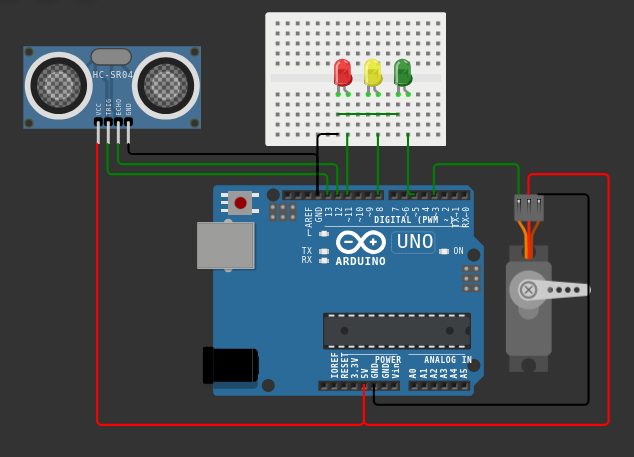 HC-SR04
VCC
TRIG
ECHO
GND
AREF
GND
13
12
~11
~10
~9
8
7
~6
~5
4
~3
2
TX→1
RX←0
DIGITAL (PWM ~)
L
TX
RX
UNO
ON
ARDUINO
IOREF
RESET
3.3V
5V
GND
GND
Vin
POWER
ANALOG IN
A0
A1
A2
A3
A4
A5